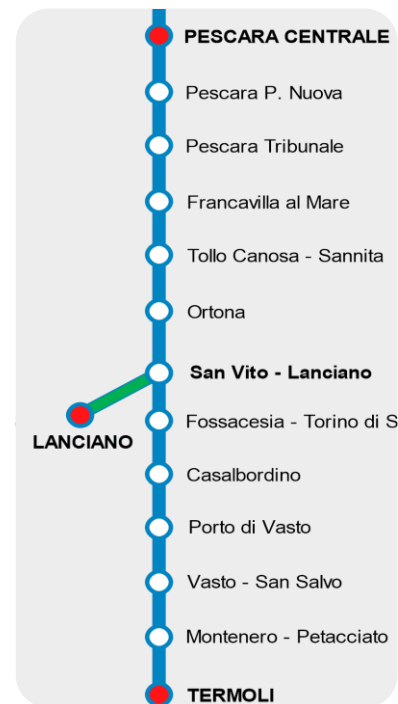 PESCARA CENTRALE
Pescara P. Nuova
Pescara Tribunale
Francavilla al Mare
Tollo Canosa - Sannita
Ortona
San Vito - Lanciano
Fossacesia - Torino di S
LANCIANO
Casalbordino
Porto di Vasto
Vasto - San Salvo
Montenero - Petacciato
TERMOLI